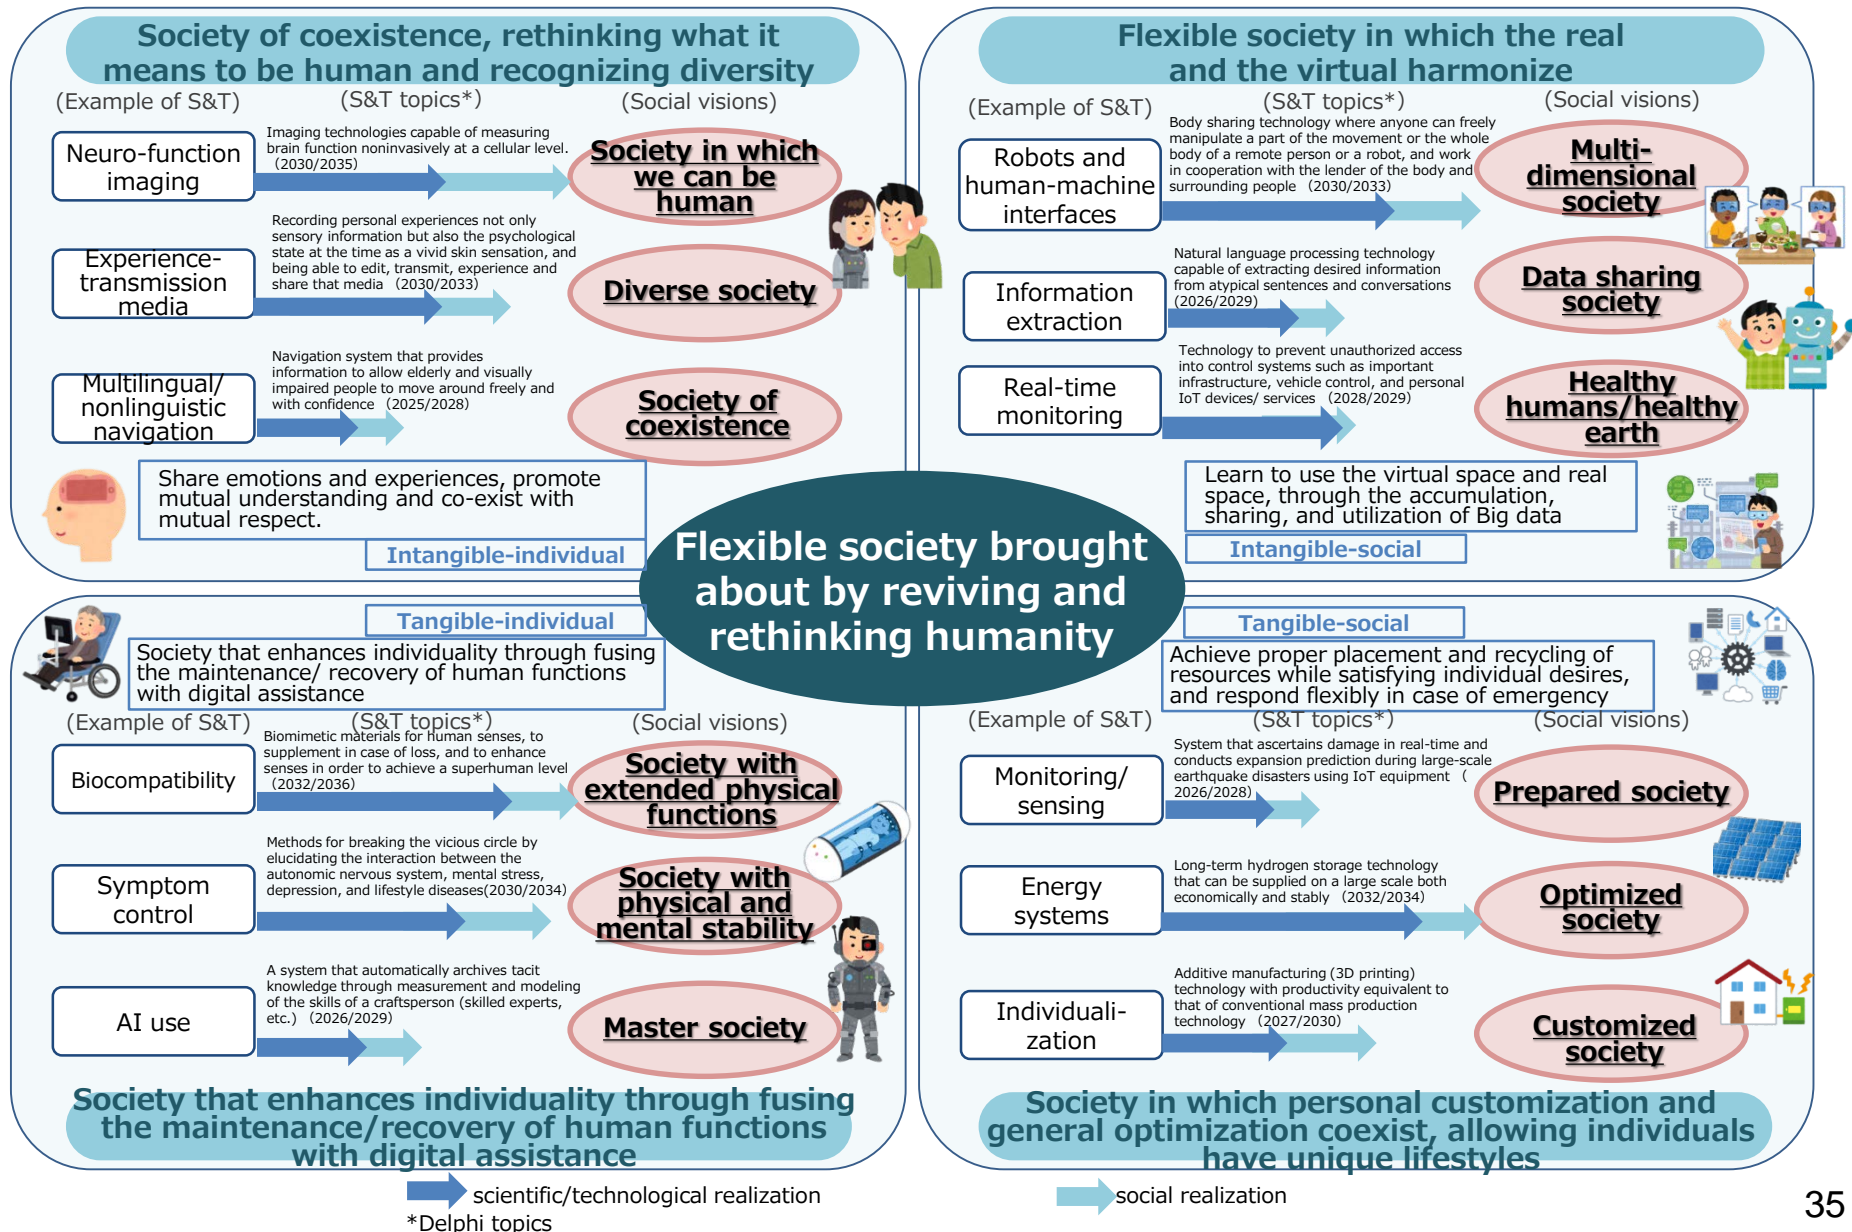 Society of coexistence, rethinking what it
means to be human and recognizing diversity
(Example of S&T)
(S&T topics*)
(Social visions)
Neuro-function
imaging
Imaging technologies capable of measuring
brain function noninvasively at a cellular level.
(2030/2035)
Society in which
we can be
human
Experience-
transmission
media
Recording personal experiences not only
sensory information but also the psychological
state at the time as a vivid skin sensation, and
being able to edit, transmit, experience and
share that media （2030/2033)
Diverse society
Multilingual/
nonlinguistic
navigation
Navigation system that provides
information to allow elderly and visually
impaired people to move around freely and
with confidence （2025/2028)
Society of
coexistence
Share emotions and experiences, promote
mutual understanding and co-exist with
mutual respect.
Intangible-individual
Flexible society in which the real
and the virtual harmonize
(Example of S&T)
(S&T topics*)
(Social visions)
Robots and
human-machine
interfaces
Body sharing technology where anyone can freely
manipulate a part of the movement or the whole
body of a remote person or a robot, and work
in cooperation with the lender of the body and
surrounding people （2030/2033)
Multi-
dimensional
society
Information
extraction
Natural language processing technology
capable of extracting desired information
from atypical sentences and conversations
(2026/2029)
Data sharing
society
Real-time
monitoring
Technology to prevent unauthorized access
into control systems such as important
infrastructure, vehicle control, and personal
IoT devices/ services （2028/2029)
Healthy
humans/healthy
earth
Learn to use the virtual space and real
space, through the accumulation,
sharing, and utilization of Big data
Intangible-social
Flexible society brought
about by reviving and
rethinking humanity
Tangible-individual
Society that enhances individuality through fusing
the maintenance/ recovery of human functions
with digital assistance
(Example of S&T)
(S&T topics*)
(Social visions)
Biocompatibility
Biomimetic materials for human senses, to
supplement in case of loss, and to enhance
senses in order to achieve a superhuman level
(2032/2036)
Society with
extended physical
functions
Symptom
control
Methods for breaking the vicious circle by
elucidating the interaction between the
autonomic nervous system, mental stress,
depression, and lifestyle diseases(2030/2034)
Society with
physical and
mental stability
AI use
A system that automatically archives tacit
knowledge through measurement and modeling
of the skills of a craftsperson (skilled experts,
etc.) （2026/2029)
Master society
Society that enhances individuality through fusing
the maintenance/recovery of human functions
with digital assistance
Tangible-social
Achieve proper placement and recycling of
resources while satisfying individual desires,
and respond flexibly in case of emergency
(Example of S&T)
(S&T topics*)
(Social visions)
Monitoring/
sensing
System that ascertains damage in real-time and
conducts expansion prediction during large-scale
earthquake disasters using IoT equipment （
2026/2028)
Prepared society
Energy
systems
Long-term hydrogen storage technology
that can be supplied on a large scale both
economically and stably （2032/2034)
Optimized
society
Individuali-
zation
Additive manufacturing (3D printing)
technology with productivity equivalent to
that of conventional mass production
technology （2027/2030)
Customized
society
Society in which personal customization and
general optimization coexist, allowing individuals
have unique lifestyles
scientific/technological realization
social realization
*Delphi topics
35